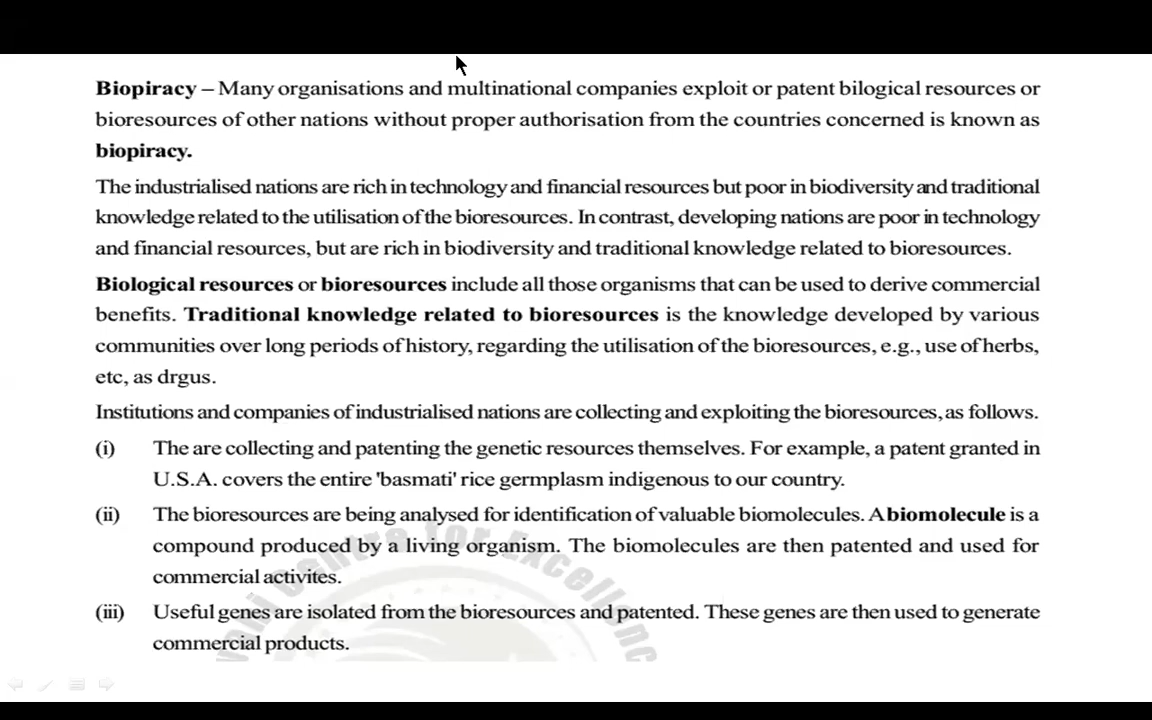 Biopiracy – Many organisations and multinational companies exploit or patent bilogical resources or
bioresources of other nations without proper authorisation from the countries concerned is known as
biopiracy.
The industrialised nations are rich in technology and financial resources but poor in biodiversity and traditional
knowledge related to the utilisation of the bioresources. In contrast, developing nations are poor in technology
and financial resources, but are rich in biodiversity and traditional knowledge related to bioresources.
Biological resources or bioresources include all those organisms that can be used to derive commercial
benefits. Traditional knowledge related to bioresources is the knowledge developed by various
communities over long periods of history, regarding the utilisation of the bioresources, e.g., use of herbs,
etc, as drgus.
Institutions and companies of industrialised nations are collecting and exploiting the bioresources, as follows.
(i) The are collecting and patenting the genetic resources themselves. For example, a patent granted in
U.S.A. covers the entire 'basmati' rice germplasm indigenous to our country.
(ii) The bioresources are being analysed for identification of valuable biomolecules. A biomolecule is a
compound produced by a living organism. The biomolecules are then patented and used for
commercial activites.
(iii) Useful genes are isolated from the bioresources and patented. These genes are then used to generate
commercial products.
Centre for Excellenc